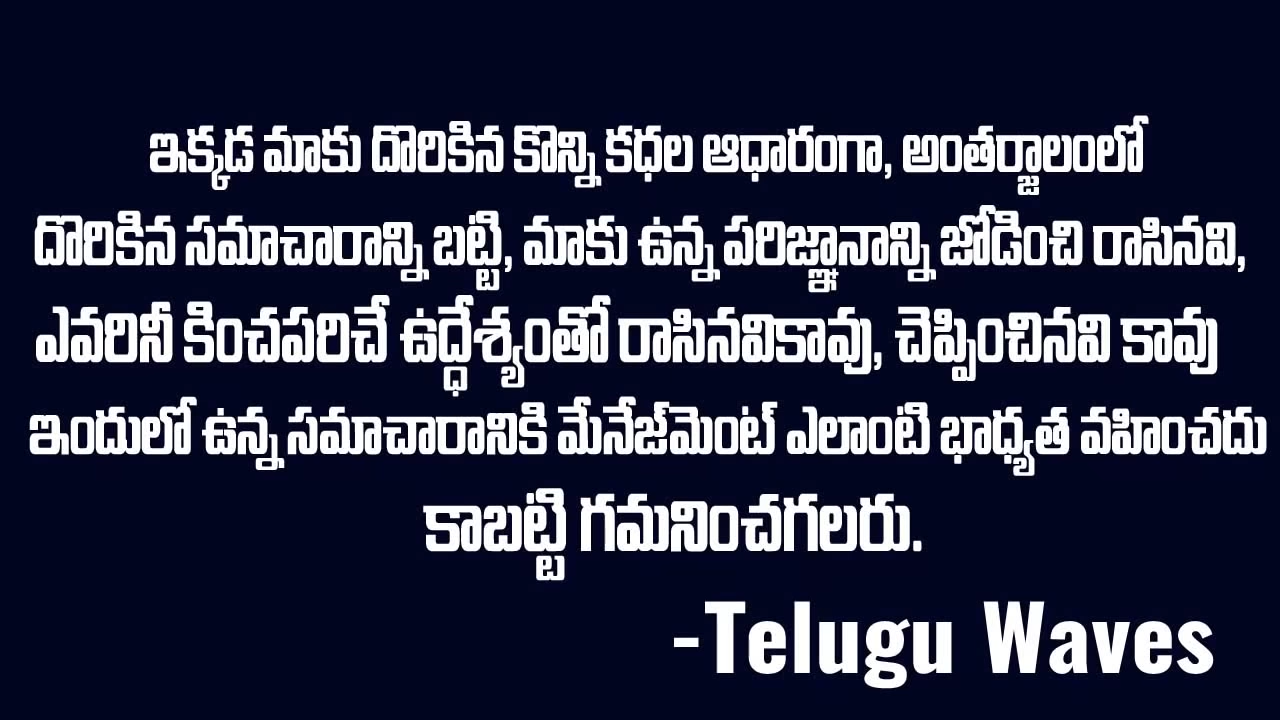 ఇక్కడ మాకు దొరికిన కొన్ని కధల ఆధారంగా, అంతర్జాలంలో
దొరికిన సమాచారాన్ని బట్టి, మాకు ఉన్న పరిజ్ఞానాన్ని జోడించి రాసినవి,
ఎవరినీ కించపరిచే ఉద్ధేశ్యంతో రాసినవికావు, చెప్పించినవి కావు
ఇందులో ఉన్న సమాచారానికి మేనేజ్‌మెంట్ ఎలాంటి భాధ్యత వహించదు
కాబట్టి గమనించగలరు.
-Telugu Waves